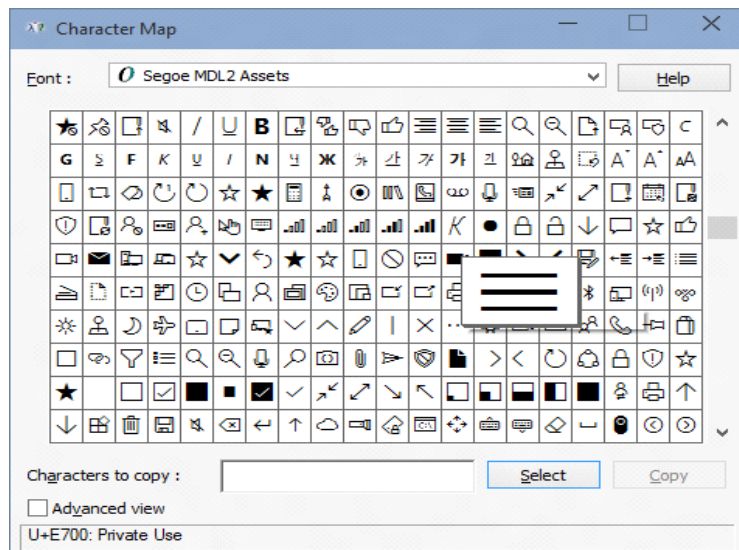 Character Map
Font : Segoe MDL2 Assets Help
Characters to copy : Select Copy
Advanced view
U+E700: Private Use